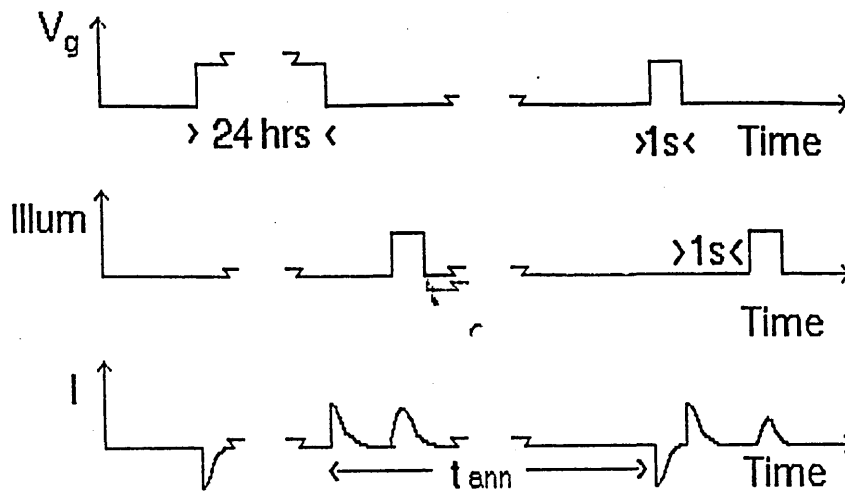 Vg
> 24 hrs <
>1s<
Time
Illum
>1s<
Time
I
t ann
Time